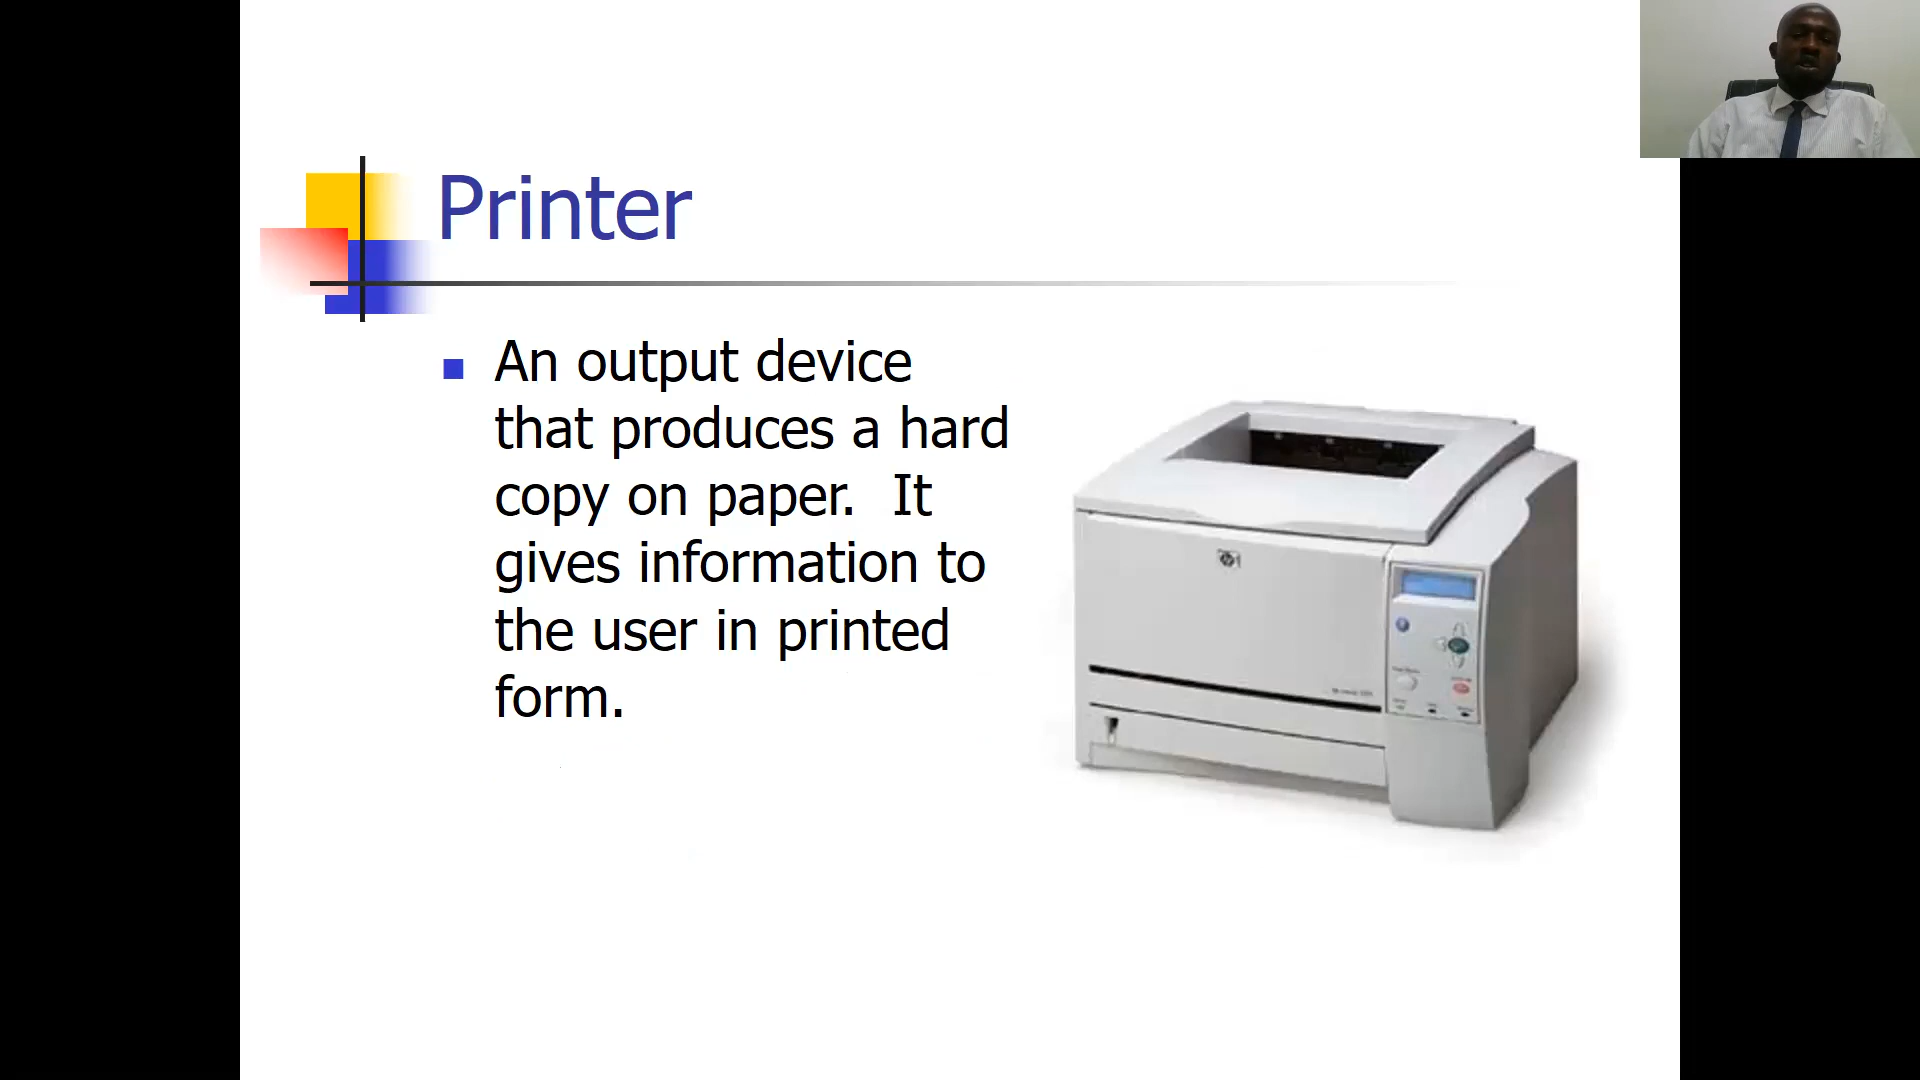 Printer
An output device
that produces a hard
copy on paper.  It
gives information to
the user in printed
form.
hp